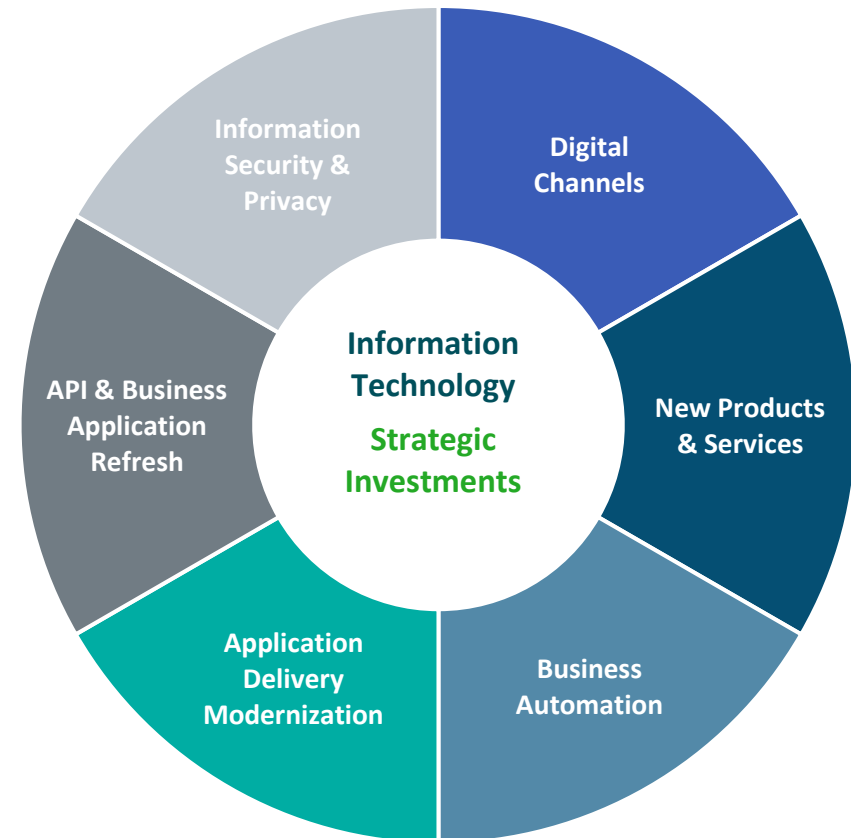 Information
Technology
Strategic
Investments
Digital
Channels
New Products
& Services
Business
Automation
Application
Delivery
Modernization
API & Business
Application
Refresh
Information
Security &
Privacy